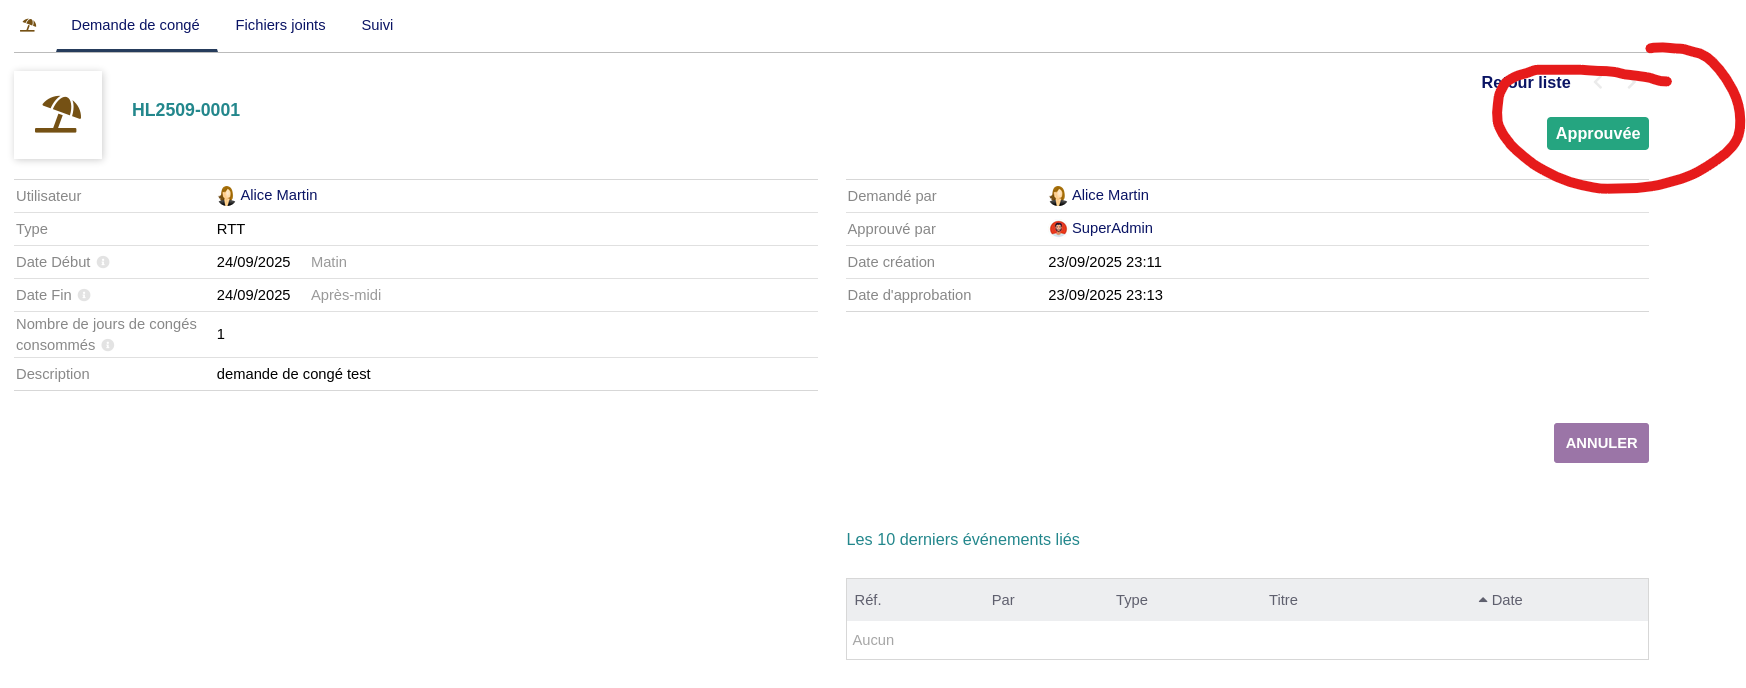 Demande de congé Fichiers joints Suivi
Retour liste
HL2509-0001
Approuvée
Utilisateur Alice Martin
Type RTT
Date Début 24/09/2025 Matin
Date Fin 24/09/2025 Après-midi
Nombre de jours de congés
consommés 1
Description demande de congé test
Demandé par Alice Martin
Approuvé par SuperAdmin
Date création 23/09/2025 23:11
Date d'approbation 23/09/2025 23:13
ANNULER
Les 10 derniers événements liés
Réf. Par Type Titre Date
Aucun